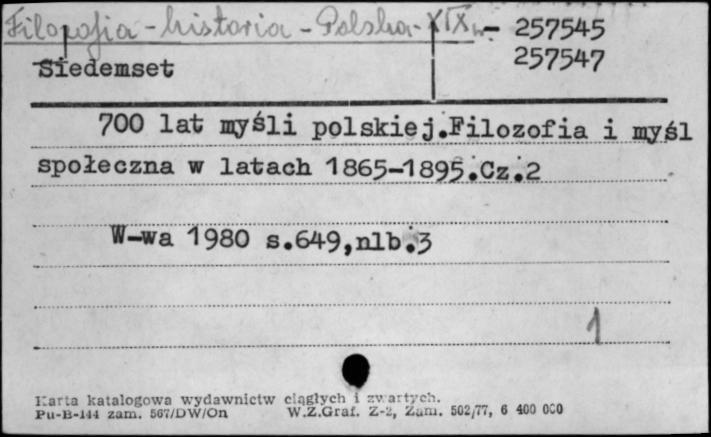 Filozofia - historia - Polska - XIX w. - 257545
Siedemset 257547
700 lat myśli polskiej.Filozofia i myśl
społeczna w latach 1865-1895.Cz.2
W-wa 1980 s.649,nlb.3
1
Karta katalogowa wydawnictw ciągłych i zwartych.
Pu-B-144 zam. 567/DW/On W.Z.Graf. Z-2, Zam. 502/77, 6 400 000